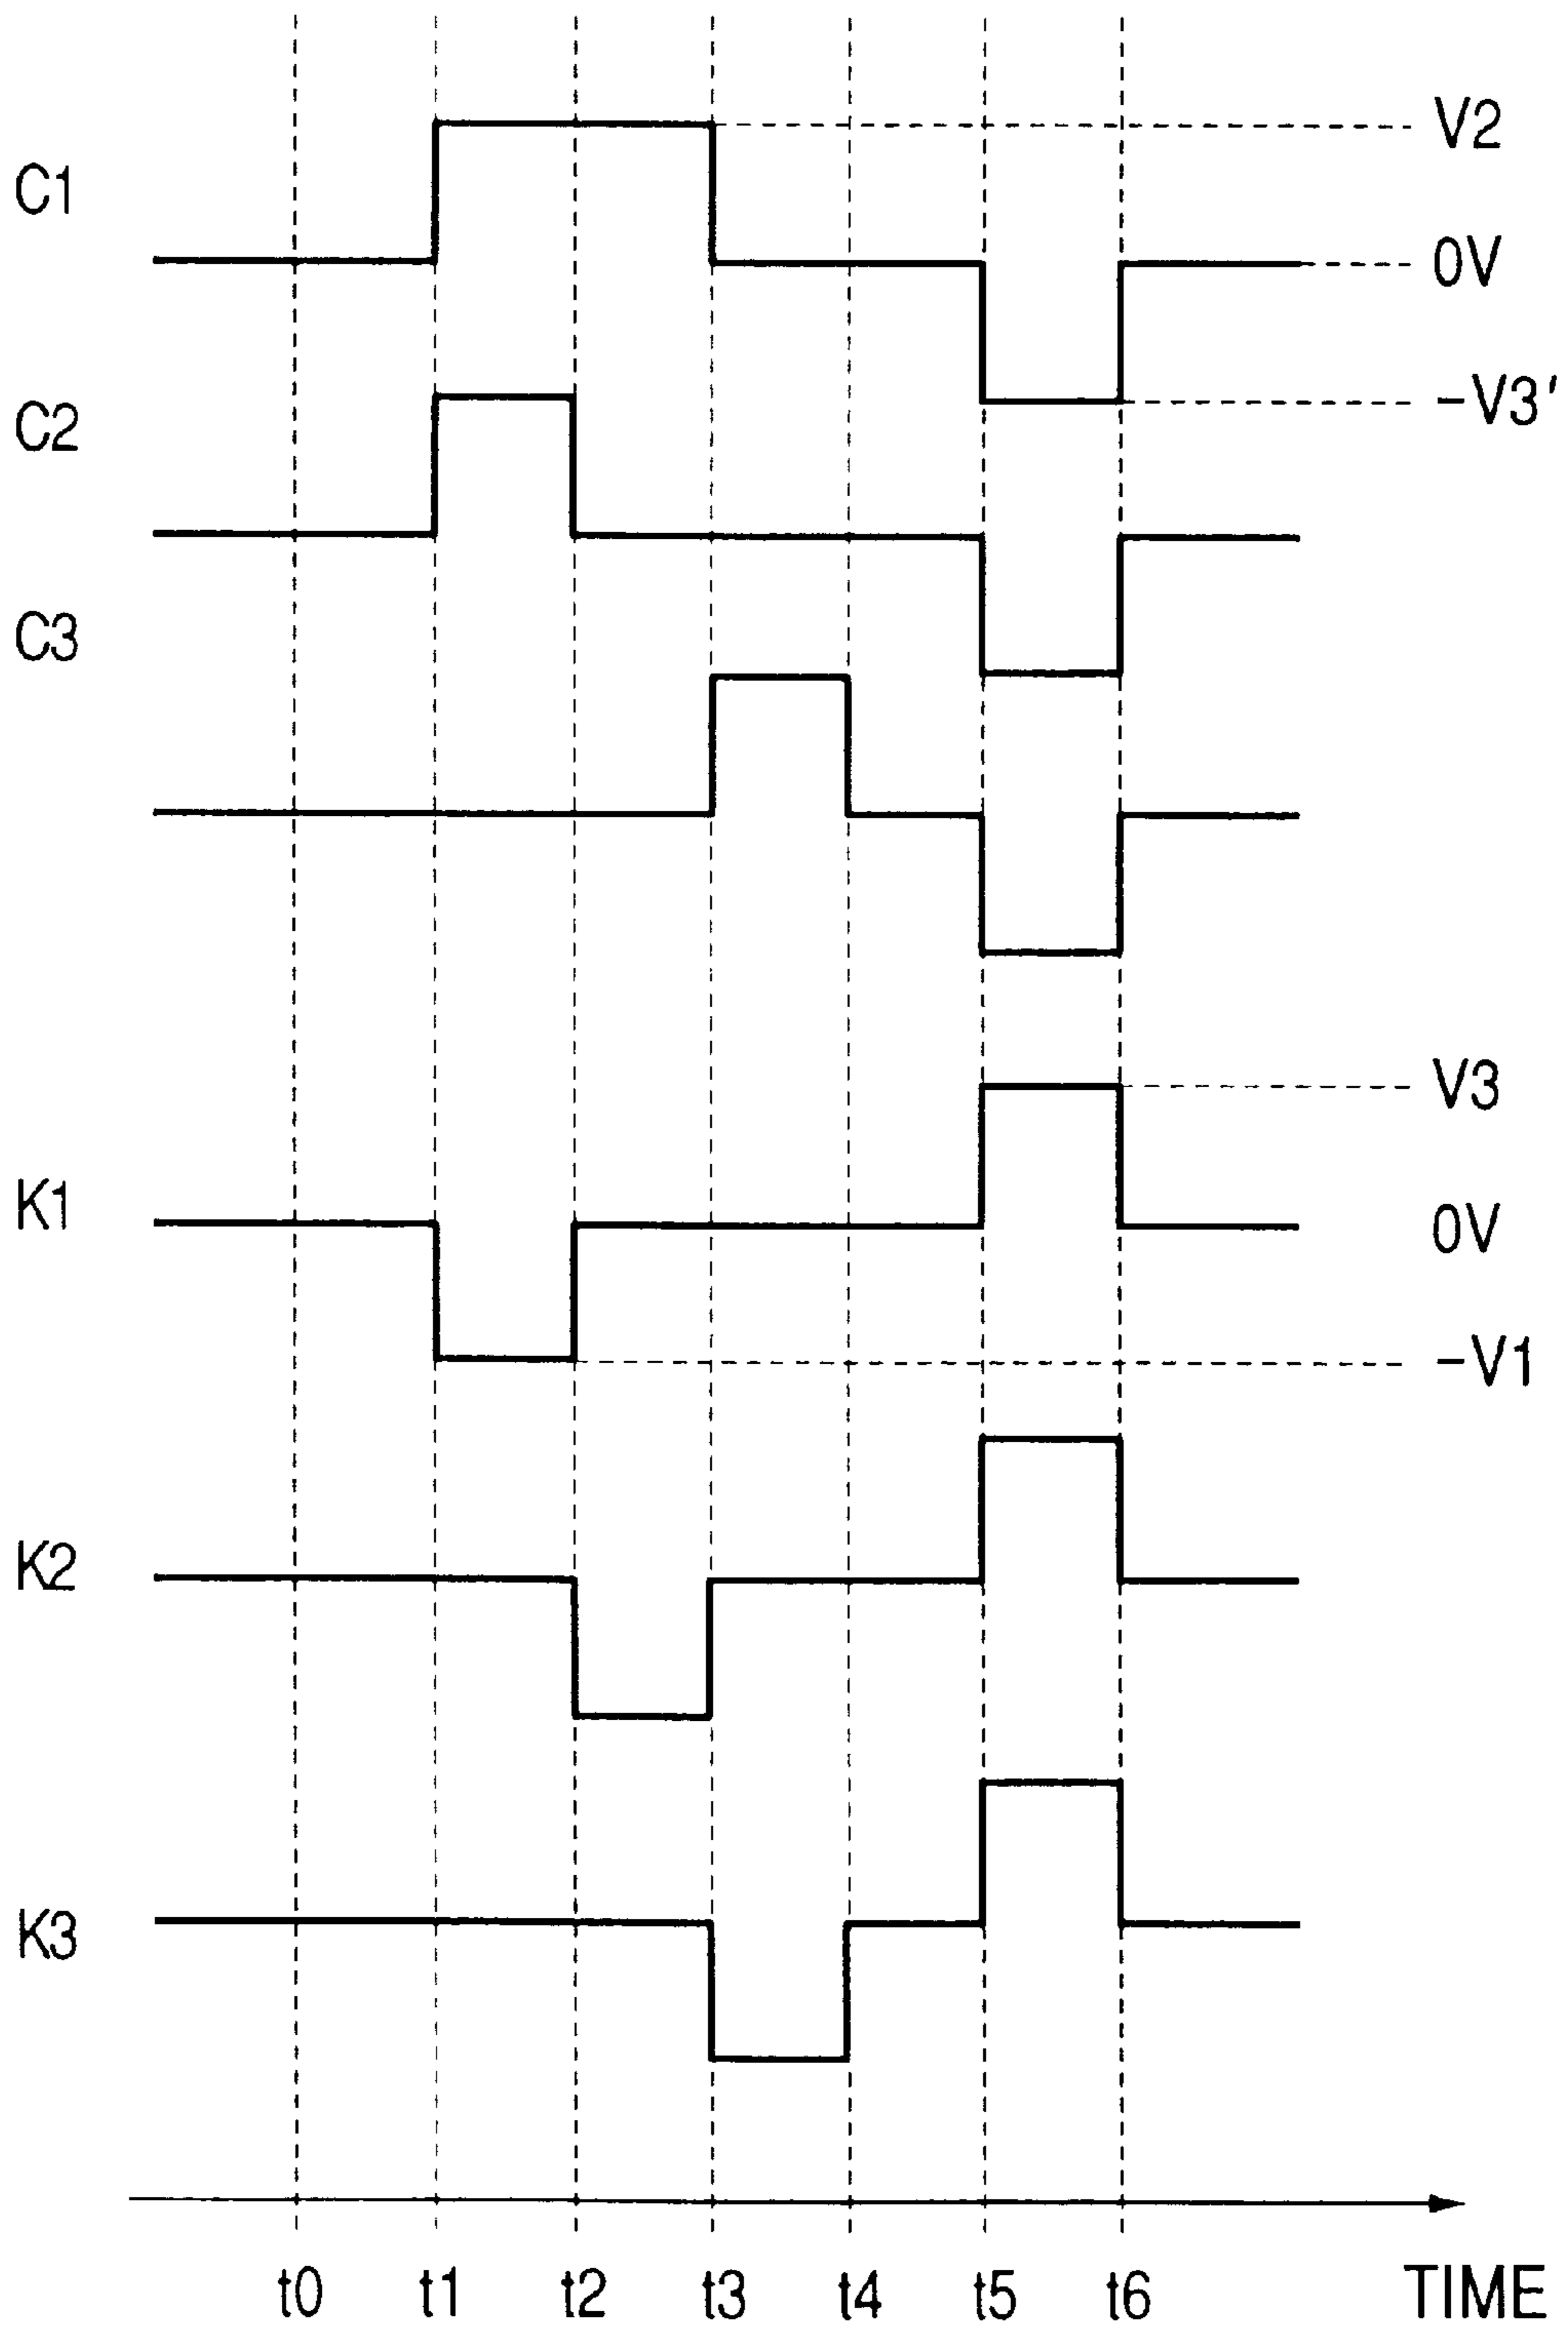 V2
C1
0V
-V3'
C2
C3
V3
K1
0V
-V1
K2
K3
t0 t1 t2 t3 t4 t5 t6 TIME